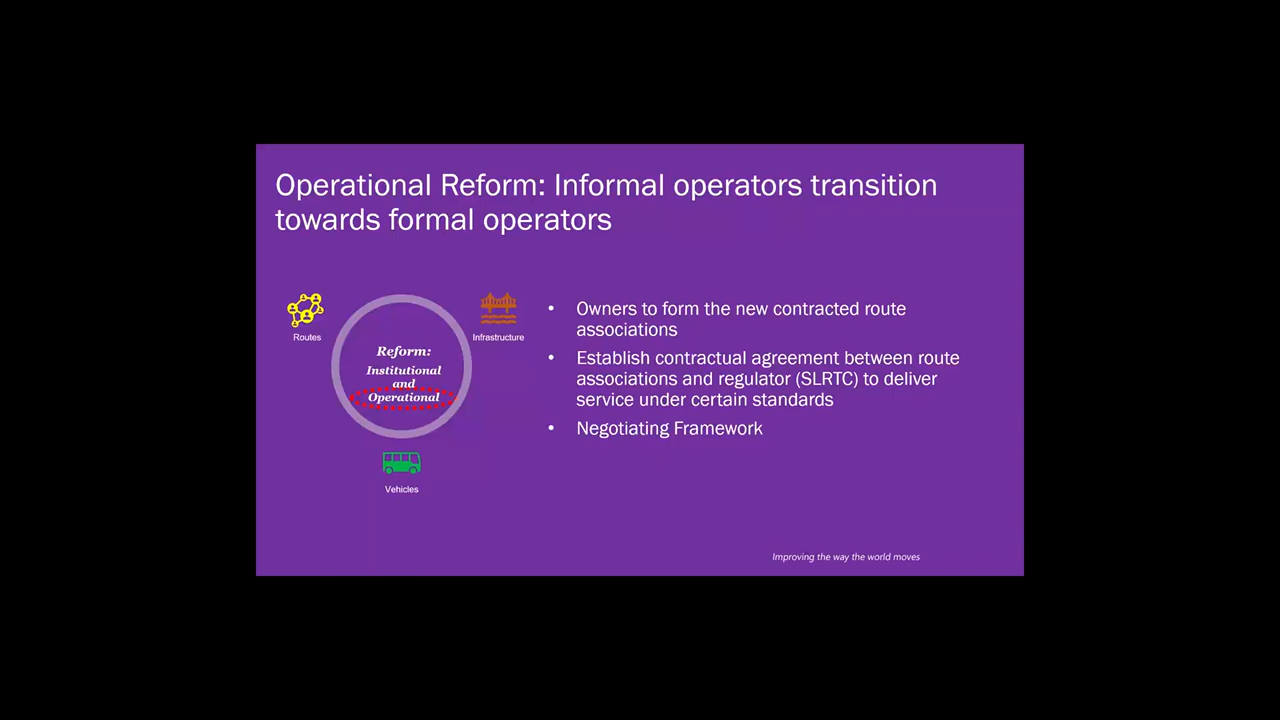 Operational Reform: Informal operators transition
towards formal operators
Routes
Infrastructure
Reform:
Institutional
and
Operational
Vehicles
• Owners to form the new contracted route
associations
• Establish contractual agreement between route
associations and regulator (SLRTC) to deliver
service under certain standards
• Negotiating Framework
Improving the way the world moves